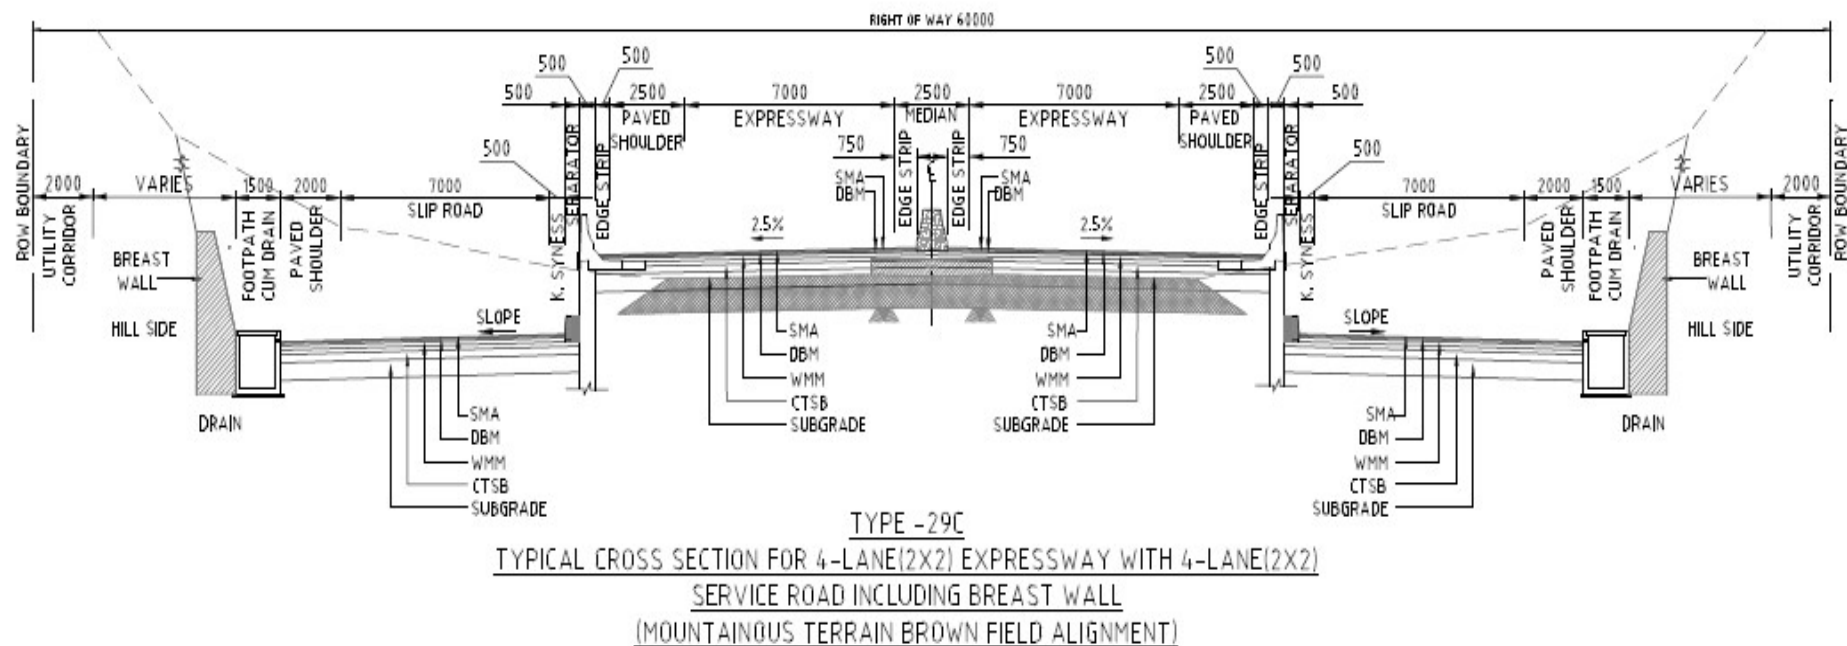 RIGHT OF WAY 60000
500 500 500 500
500 2500 7000 2500 7000 2500 500
PAVED SHOULDER
EXPRESSWAY
MEDIAN
EXPRESSWAY
PAVED SHOULDER
SEPARATOR
EDGE STRIP
750
EDGE STRIP
EDGE STRIP
750
EDGE STRIP
SEPARATOR
500
SMA
DBM
SMA
DBM
500
ROW BOUNDARY
2000 VARIES 1500 2000 7000
SLIP ROAD
7000 2000 1500 VARIES 2000
SLIP ROAD
ROW BOUNDARY
UTILITY CORRIDOR
BREAST WALL
FOOTPATH CUM DRAIN
PAVED SHOULDER
K. SYNESS
2.5%
2.5%
K. SYNESS
PAVED SHOULDER
FOOTPATH CUM DRAIN
BREAST WALL
UTILITY CORRIDOR
HILL SIDE
SLOPE
SLOPE
HILL SIDE
SMA
DBM
WMM
CTSB
SUBGRADE
SMA
DBM
WMM
CTSB
SUBGRADE
DRAIN
SMA
DBM
WMM
CTSB
SUBGRADE
SMA
DBM
WMM
CTSB
SUBGRADE
DRAIN
TYPE -29C
TYPICAL CROSS SECTION FOR 4-LANE(2X2) EXPRESSWAY WITH 4-LANE(2X2)
SERVICE ROAD INCLUDING BREAST WALL
(MOUNTAINOUS TERRAIN BROWN FIELD ALIGNMENT)